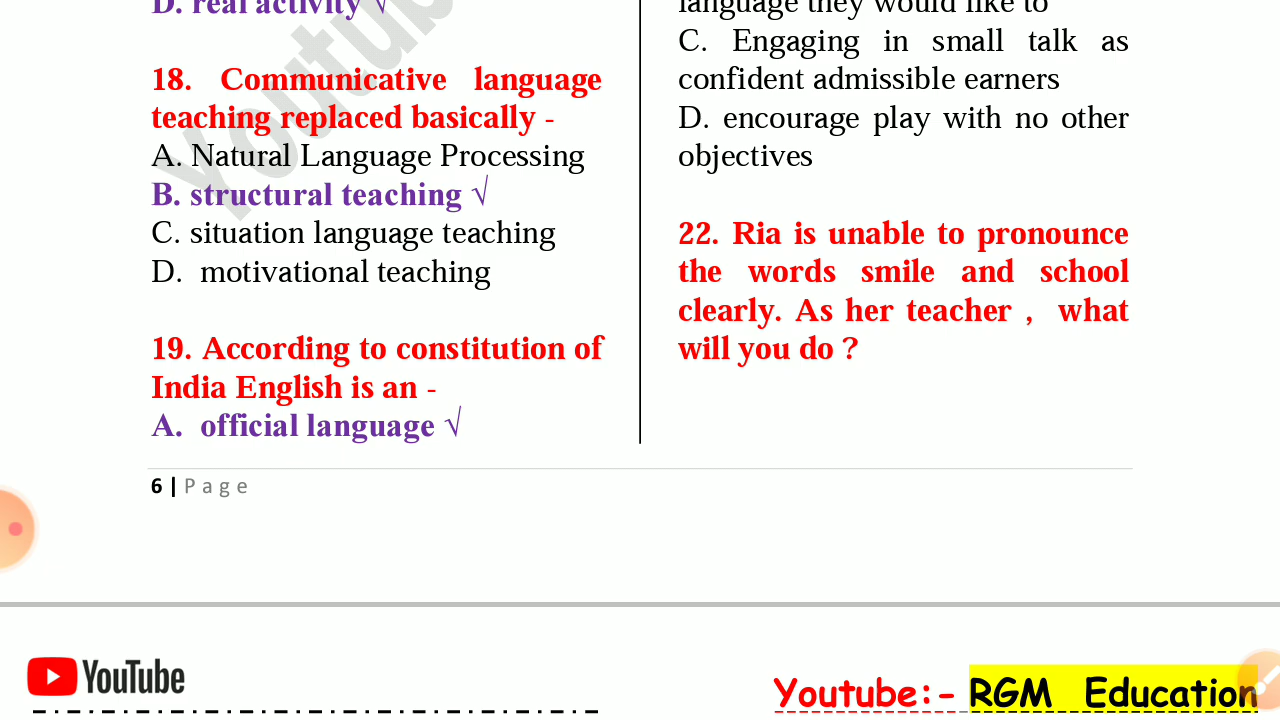 D. real activity √
18. Communicative language
teaching replaced basically -
A. Natural Language Processing
B. structural teaching √
C. situation language teaching
D. motivational teaching
19. According to constitution of
India English is an -
A. official language √
language they would like to
C. Engaging in small talk as
confident admissible earners
D. encourage play with no other
objectives
22. Ria is unable to pronounce
the words smile and school
clearly. As her teacher , what
will you do ?
6 | Page
YouTube
Youtube:- RGM Education